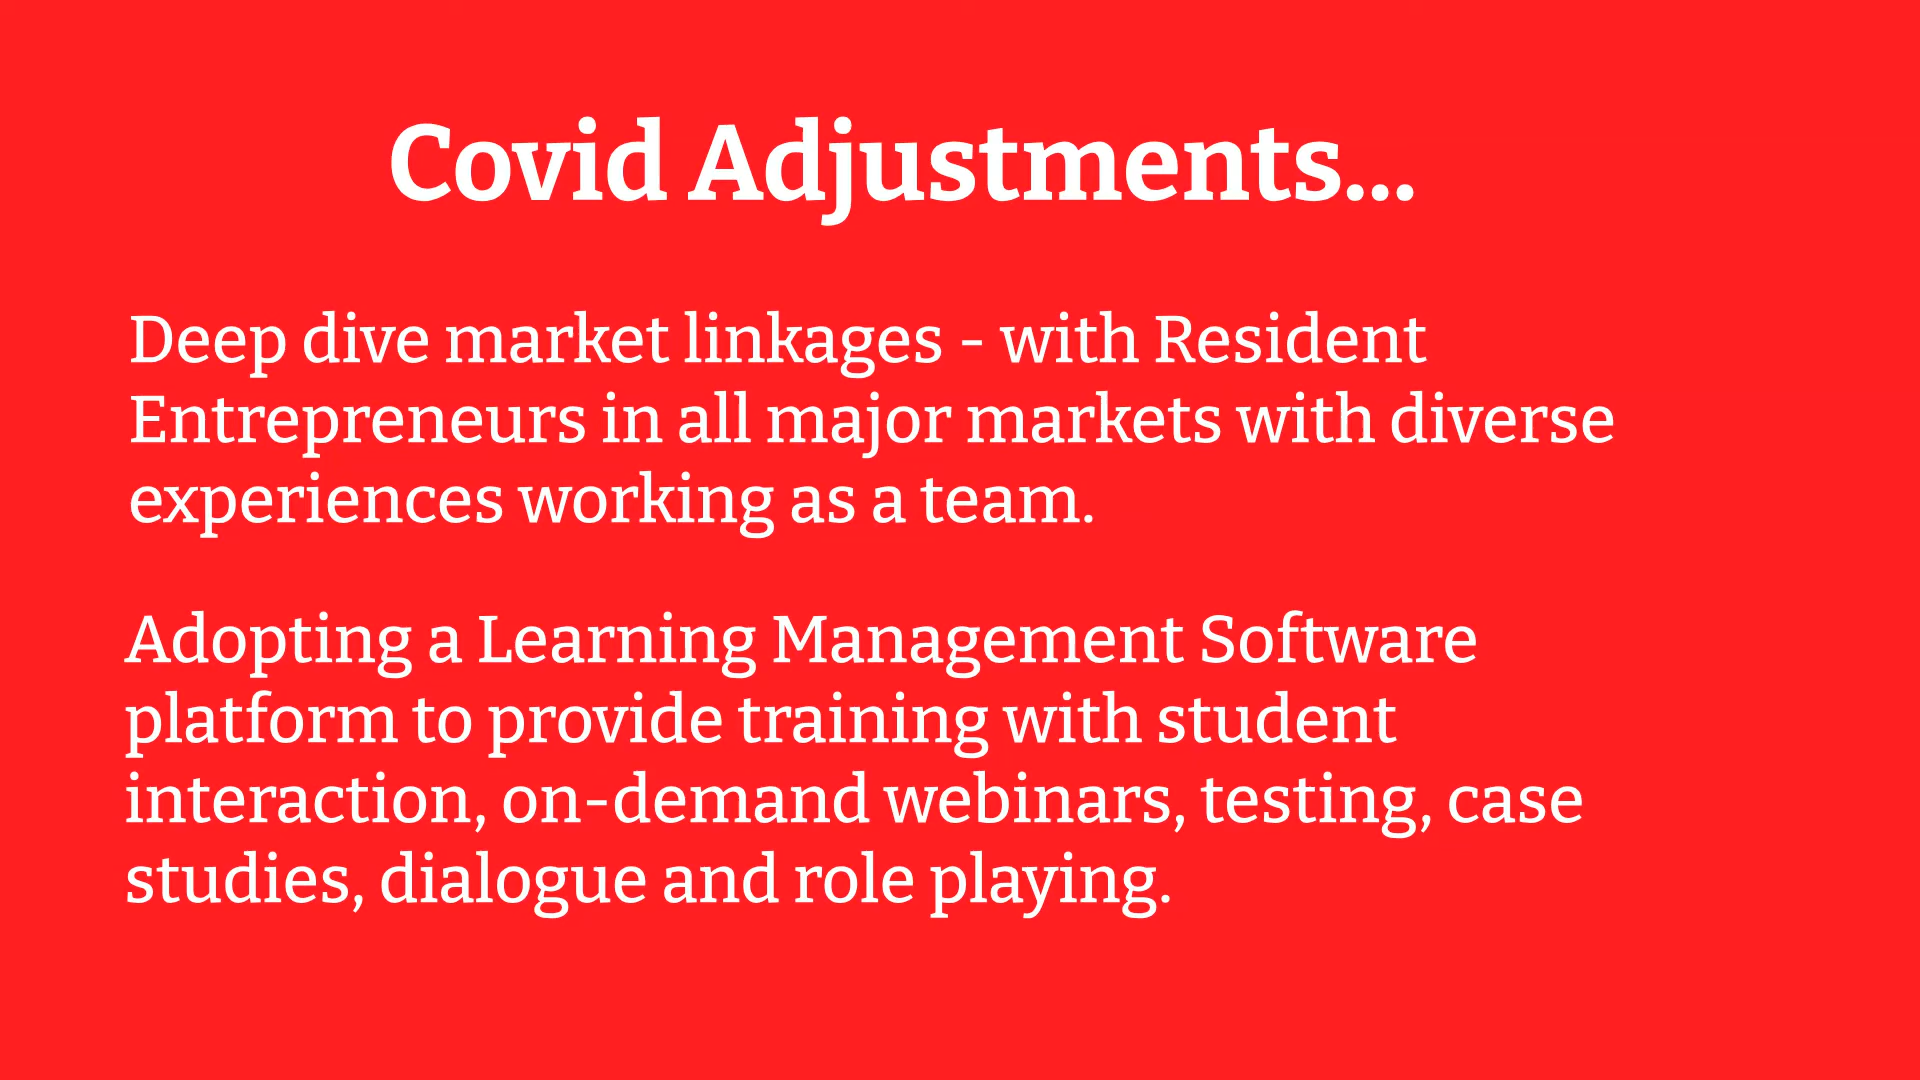 Covid Adjustments...
Deep dive market linkages - with Resident
Entrepreneurs in all major markets with diverse
experiences working as a team.
Adopting a Learning Management Software
platform to provide training with student
interaction, on-demand webinars, testing, case
studies, dialogue and role playing.